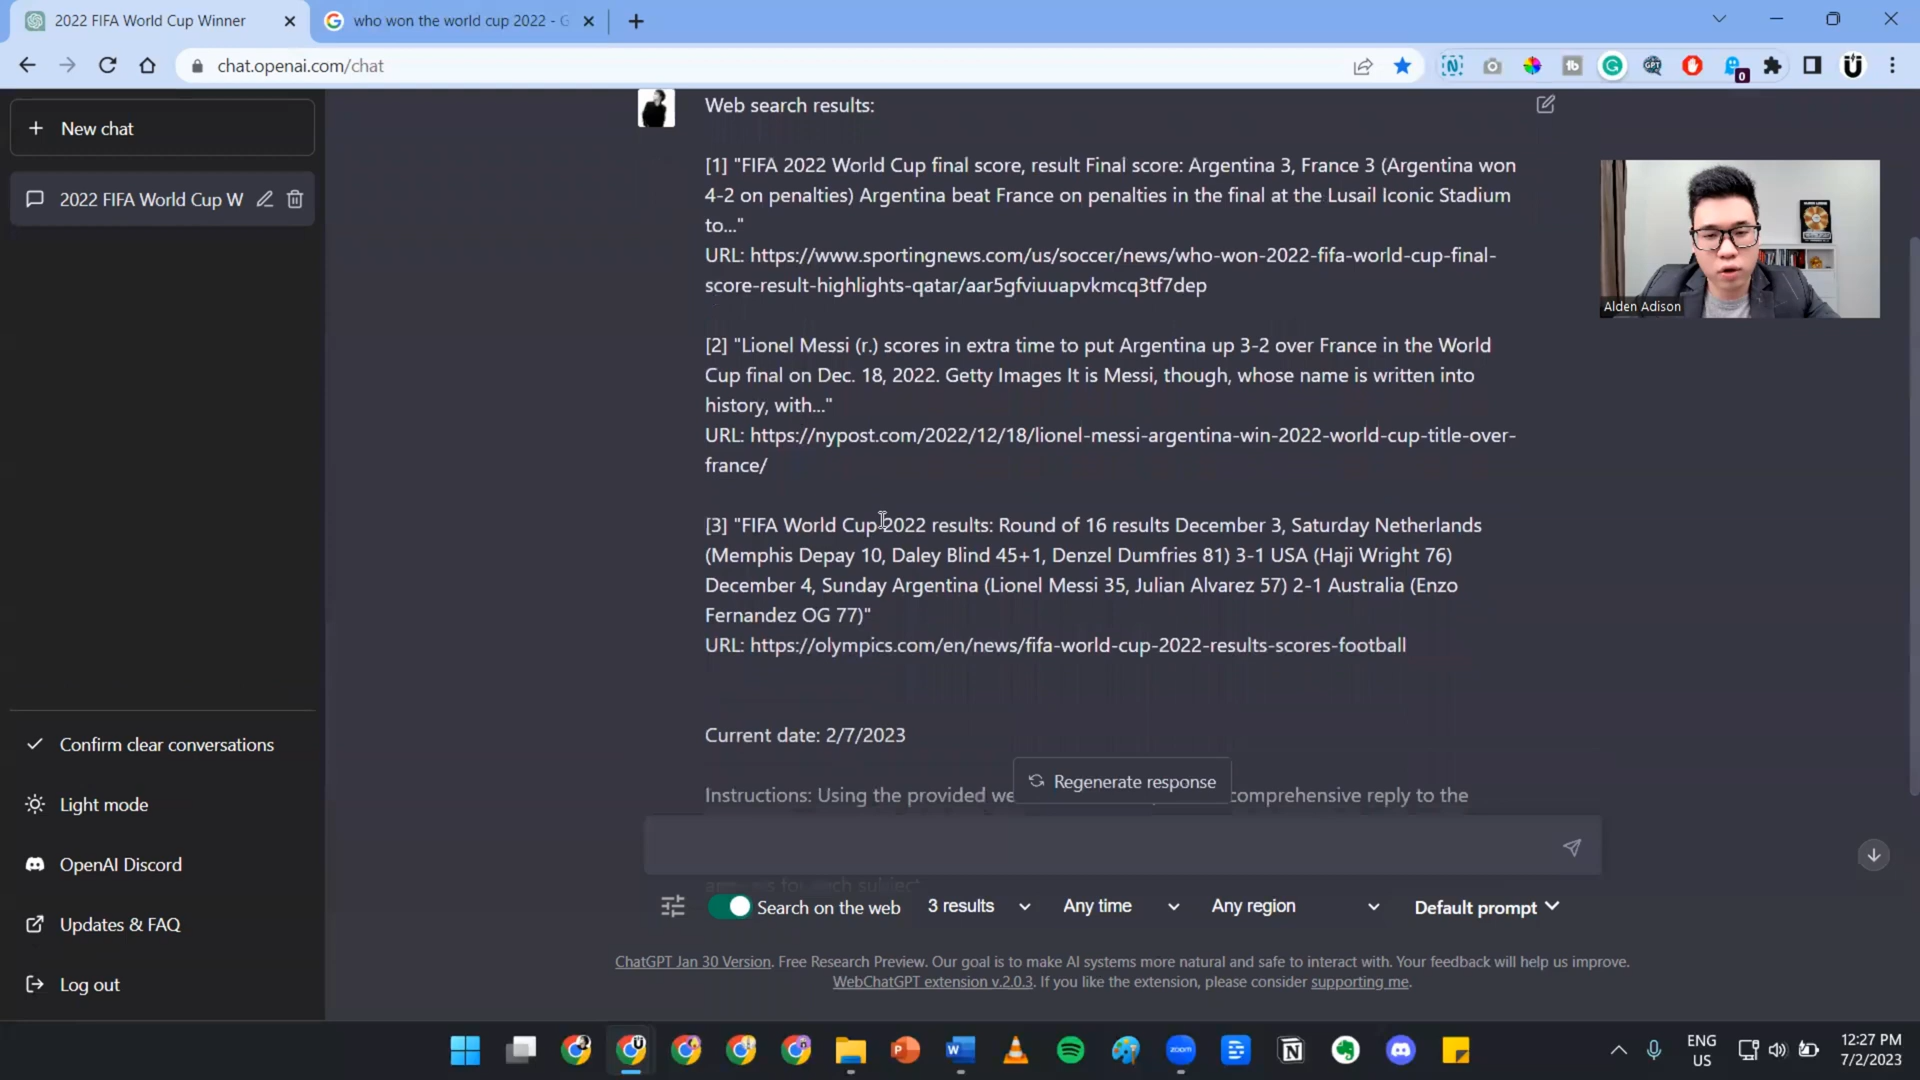 2022 FIFA World Cup Winner
who won the world cup 2022 - G
chat.openai.com/chat
New chat
2022 FIFA World Cup W
Web search results:
[1] "FIFA 2022 World Cup final score, result Final score: Argentina 3, France 3 (Argentina won
4-2 on penalties) Argentina beat France on penalties in the final at the Lusail Iconic Stadium
to..."
URL: https://www.sportingnews.com/us/soccer/news/who-won-2022-fifa-world-cup-final-
score-result-highlights-qatar/aar5gfviuuapvkmcq3tf7dep
[2] "Lionel Messi (r.) scores in extra time to put Argentina up 3-2 over France in the World
Cup final on Dec. 18, 2022. Getty Images It is Messi, though, whose name is written into
history, with..."
URL: https://nypost.com/2022/12/18/lionel-messi-argentina-win-2022-world-cup-title-over-
france/
[3] "FIFA World Cup 2022 results: Round of 16 results December 3, Saturday Netherlands
(Memphis Depay 10, Daley Blind 45+1, Denzel Dumfries 81) 3-1 USA (Haji Wright 76)
December 4, Sunday Argentina (Lionel Messi 35, Julian Alvarez 57) 2-1 Australia (Enzo
Fernandez OG 77)"
URL: https://olympics.com/en/news/fifa-world-cup-2022-results-scores-football
Current date: 2/7/2023
Regenerate response
Instructions: Using the provided we comprehensive reply to the
Alden Adison
Confirm clear conversations
Light mode
OpenAI Discord
Updates & FAQ
Log out
Search on the web
3 results
Any time
Any region
Default prompt
ChatGPT Jan 30 Version. Free Research Preview. Our goal is to make AI systems more natural and safe to interact with. Your feedback will help us improve.
WebChatGPT extension v.2.0.3. If you like the extension, please consider supporting me.
zoom
ENG
US
12:27 PM
7/2/2023